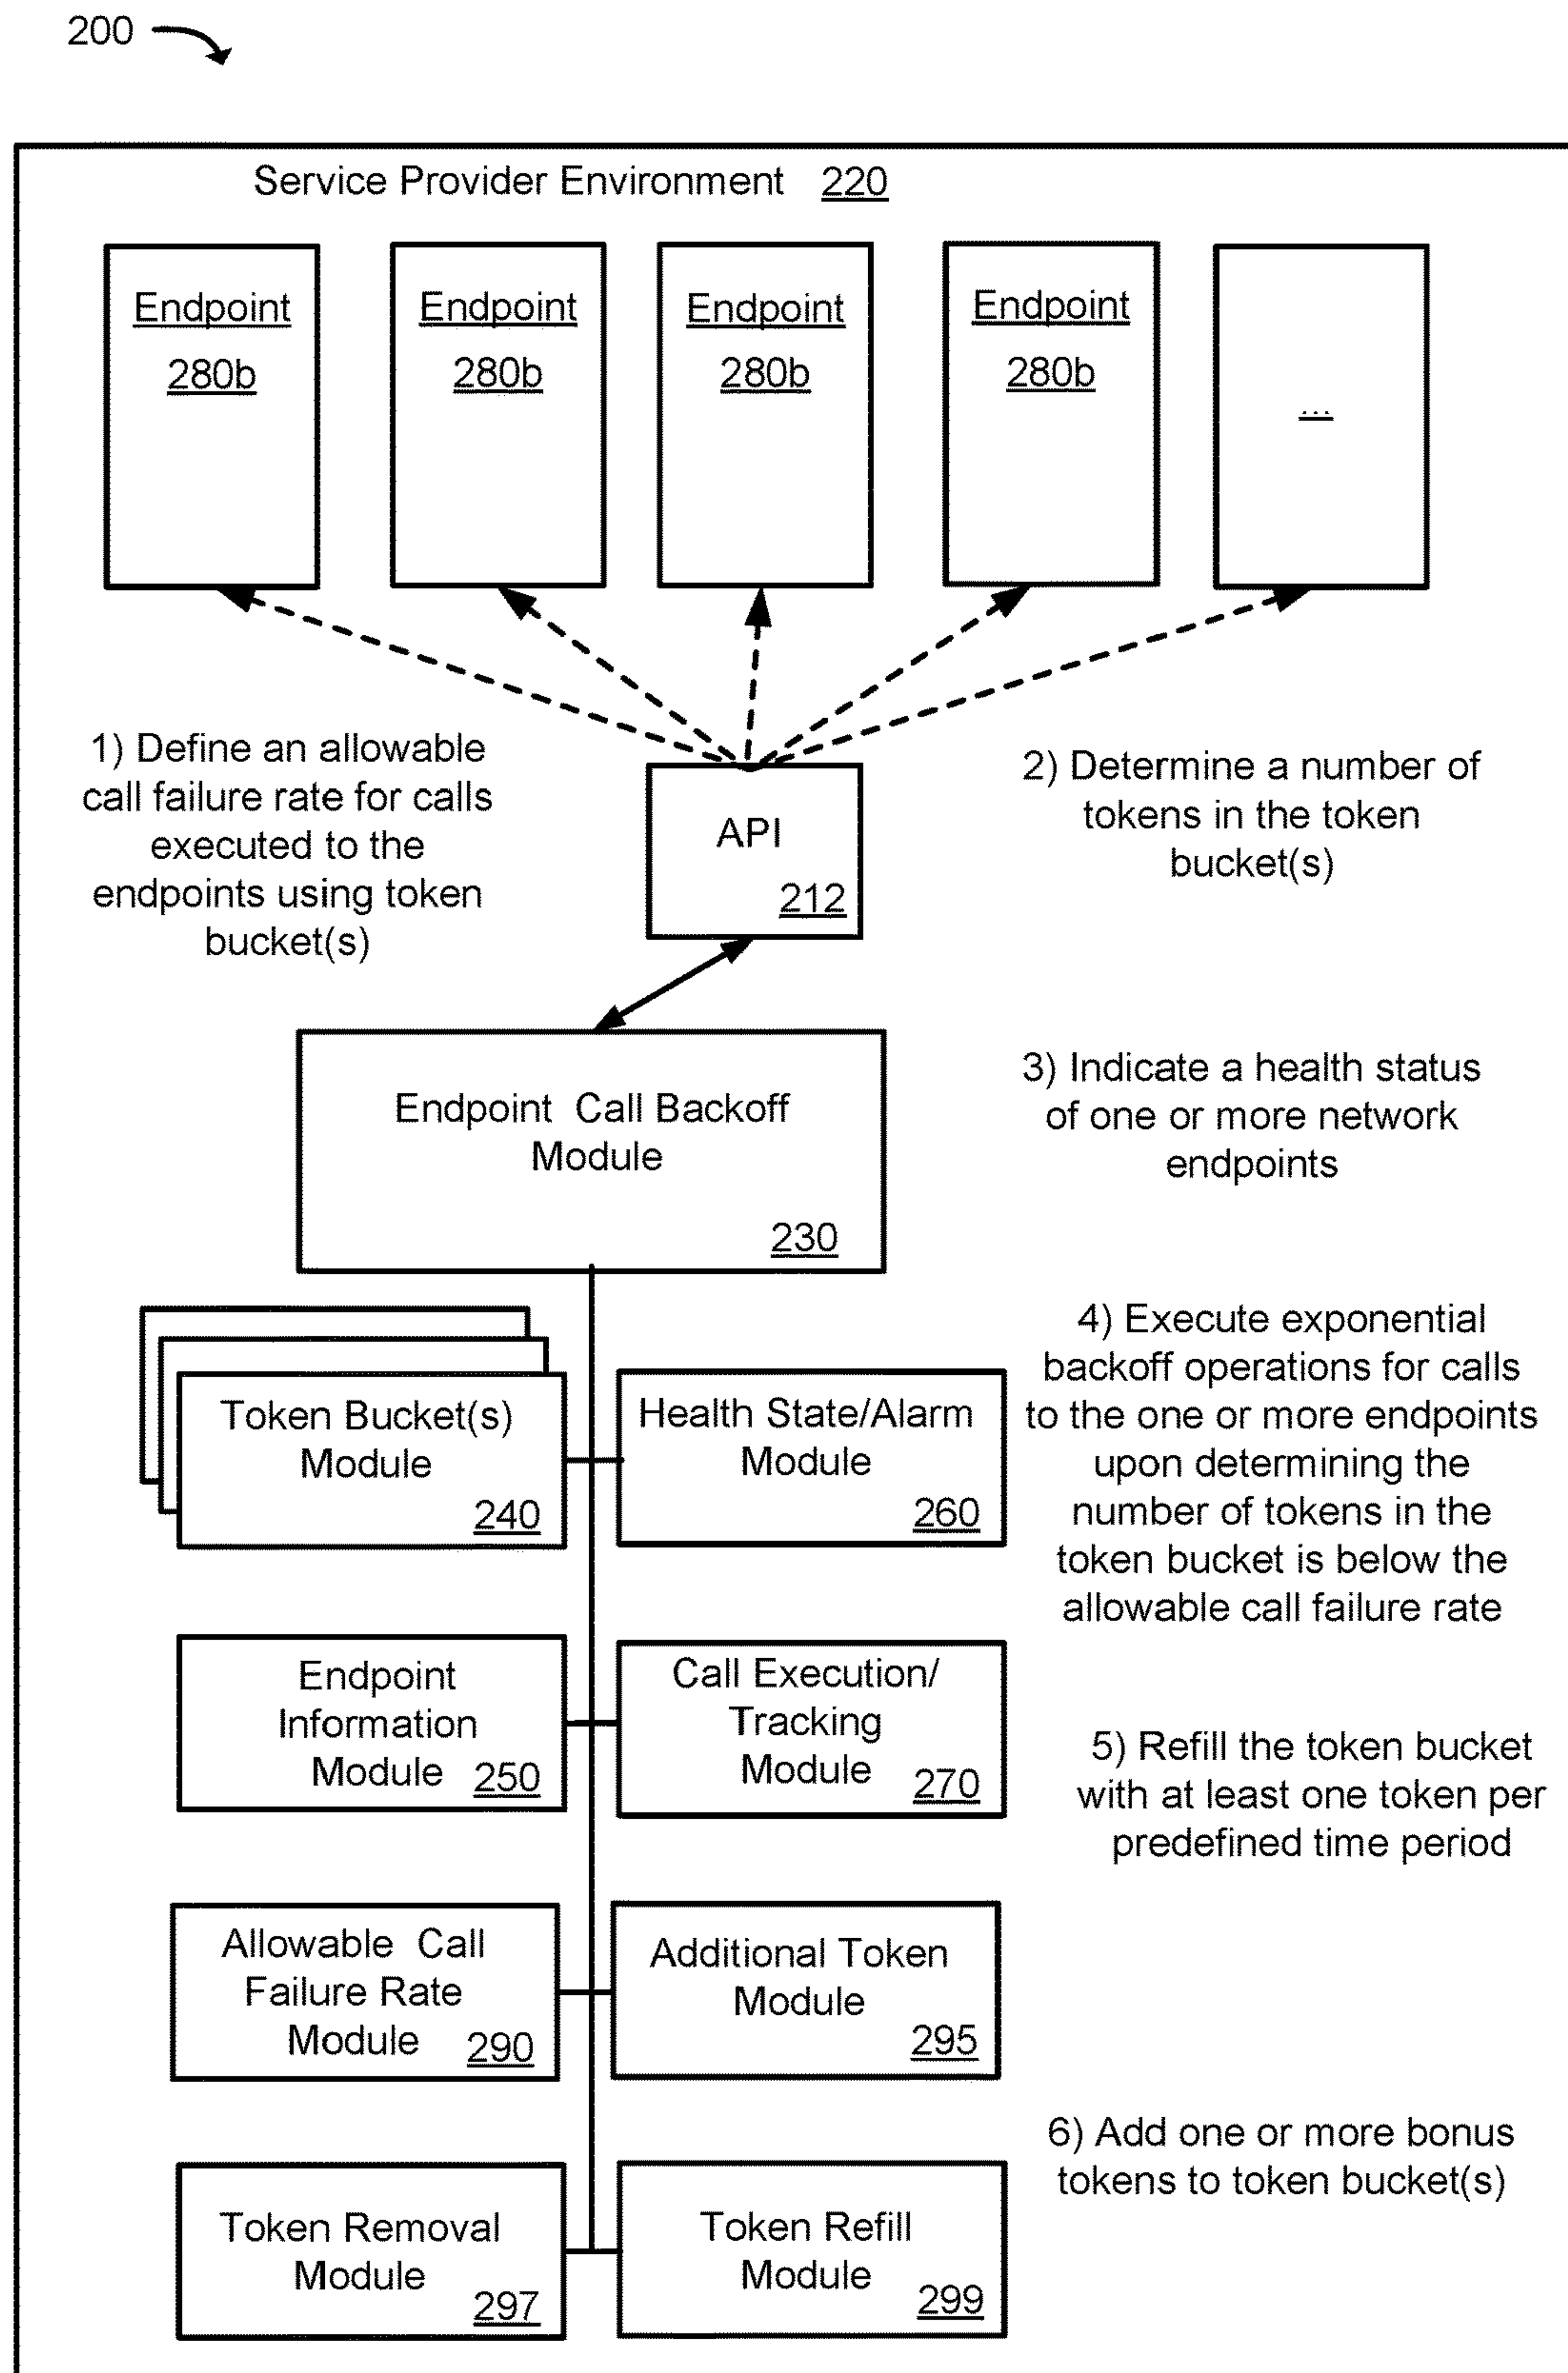 200
Service Provider Environment 220
Endpoint
280b
Endpoint
280b
Endpoint
280b
Endpoint
280b
...
1) Define an allowable
call failure rate for calls
executed to the
endpoints using token
bucket(s)
API
212
2) Determine a number of
tokens in the token
bucket(s)
Endpoint Call Backoff
Module
230
3) Indicate a health status
of one or more network
endpoints
Token Bucket(s)
Module
240
Health State/Alarm
Module
260
4) Execute exponential
backoff operations for calls
to the one or more endpoints
upon determining the
number of tokens in the
token bucket is below the
allowable call failure rate
Endpoint
Information
Module 250
Call Execution/
Tracking
Module 270
5) Refill the token bucket
with at least one token per
predefined time period
Allowable Call
Failure Rate
Module 290
Additional Token
Module
295
6) Add one or more bonus
tokens to token bucket(s)
Token Removal
Module
297
Token Refill
Module
299